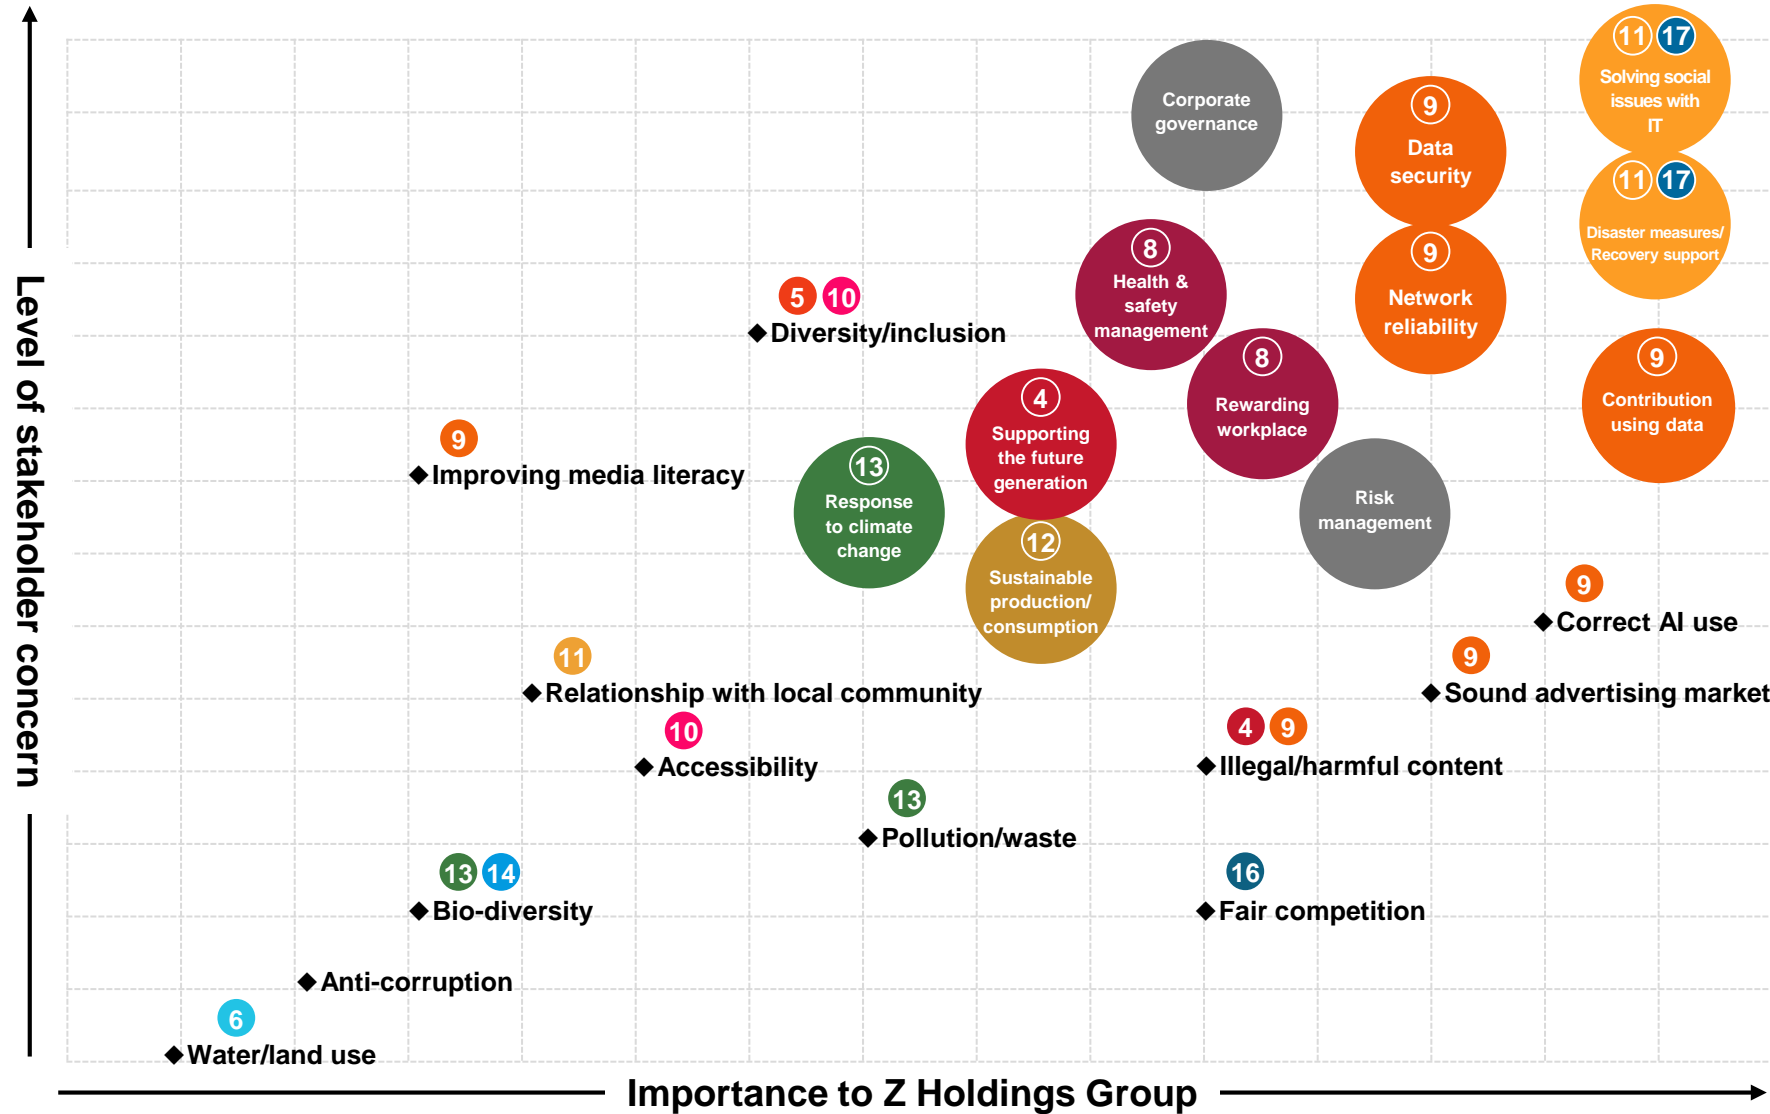 11 17
Solving social
issues with
IT
Corporate
governance
9
Data
security
11 17
Disaster measures/
Recovery support
8
Health &
safety
management
9
Network
reliability
5 10
Diversity/inclusion
8
Rewarding
workplace
9
Contribution
using data
4
Supporting
the future
generation
9
Improving media literacy
13
Response
to climate
change
Risk
management
12
Sustainable
production/
consumption
9
Correct AI use
11
Relationship with local community
9
Sound advertising market
10
Accessibility
4 9
Illegal/harmful content
13
Pollution/waste
13 14
Bio-diversity
16
Fair competition
Anti-corruption
6
Water/land use
Level of stakeholder concern
Importance to Z Holdings Group